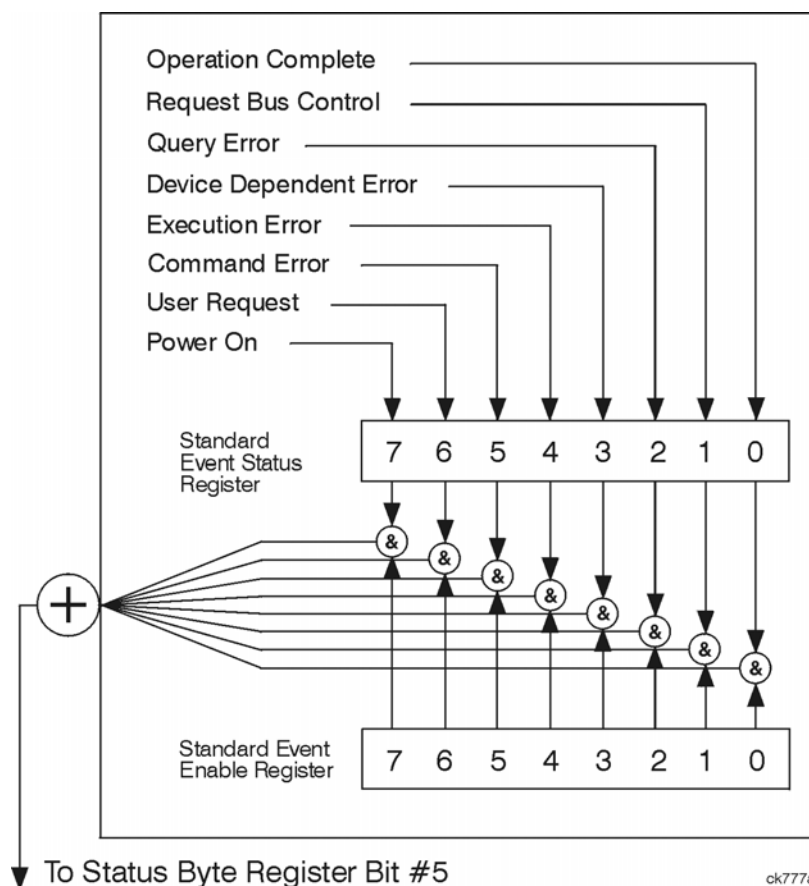 Operation Complete
Request Bus Control
Query Error
Device Dependent Error
Execution Error
Command Error
User Request
Power On
Standard
Event Status
Register
7 6 5 4 3 2 1 0
& & & & & & & &
+
Standard Event
Enable Register
7 6 5 4 3 2 1 0
To Status Byte Register Bit #5